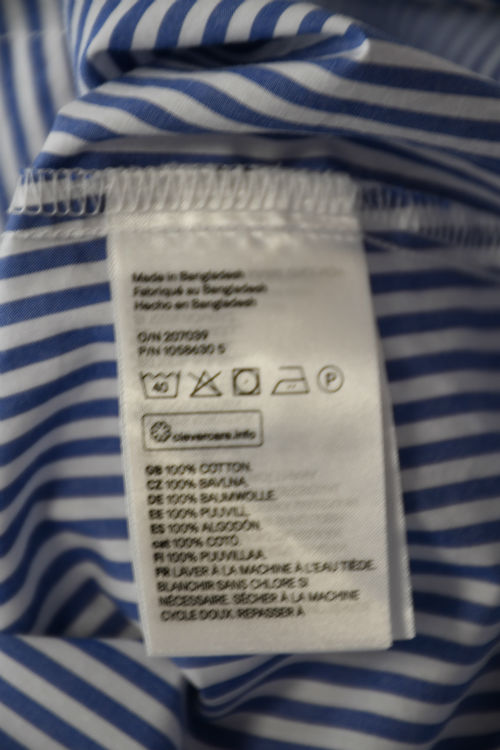 Made in Bangladesh
Fabriqué au Bangladesh
Hecho en Bangladesh
O/N 207039
P/N 1058630 5
40
P
clevercare.info
GB 100% COTTON.
CZ 100% BAVLNA.
DE 100% BAUMWOLLE.
EE 100% PUUVILL.
ES 100% ALGODÓN.
cat 100% COTÓ.
FI 100% PUUVILLAA.
FR LAVER À LA MACHINE À L'EAU TIÈDE.
BLANCHIR SANS CHLORE SI
NÉCESSAIRE. SÉCHER À LA MACHINE
CYCLE DOUX. REPASSER À